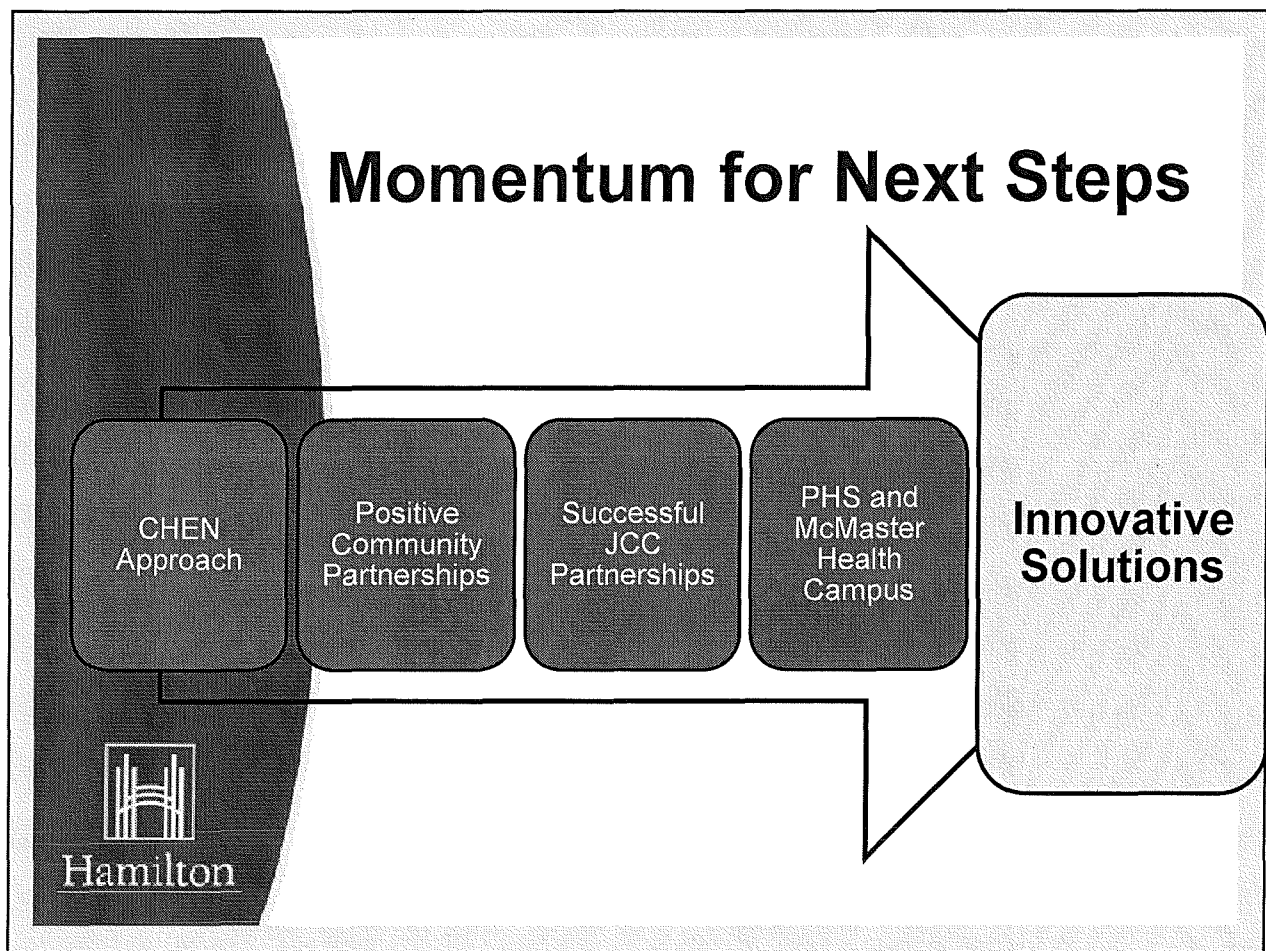 Momentum for Next Steps
CHEN
Approach
Positive
Community
Partnerships
Successful
JCC
Partnerships
PHS and
McMaster
Health
Campus
Innovative
Solutions
Hamilton